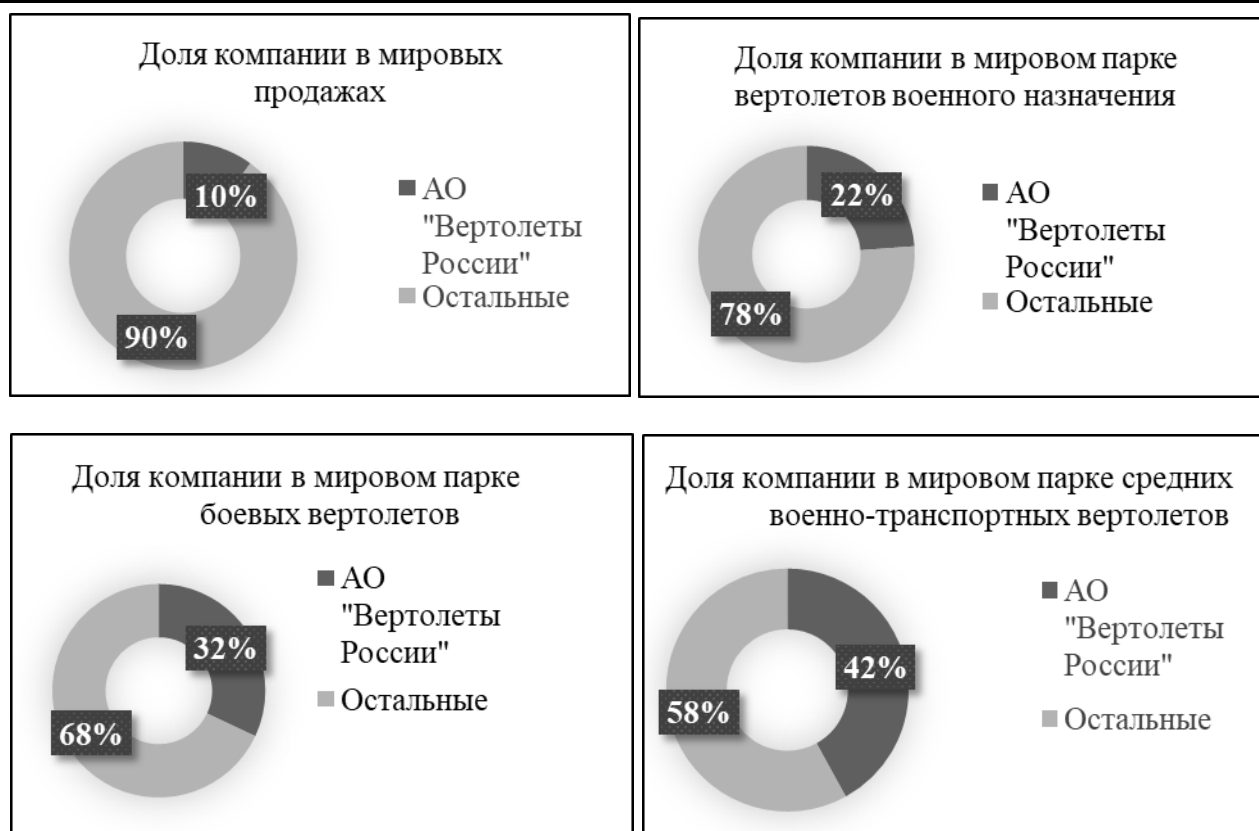 Доля компании в мировых
продажах
10%
90%
АО
"Вертолеты
России"
Остальные
Доля компании в мировом парке
вертолетов военного назначения
22%
78%
АО
"Вертолеты
России"
Остальные
Доля компании в мировом парке
боевых вертолетов
32%
68%
АО
"Вертолеты
России"
Остальные
Доля компании в мировом парке средних
военно-транспортных вертолетов
42%
58%
АО
"Вертолеты
России"
Остальные